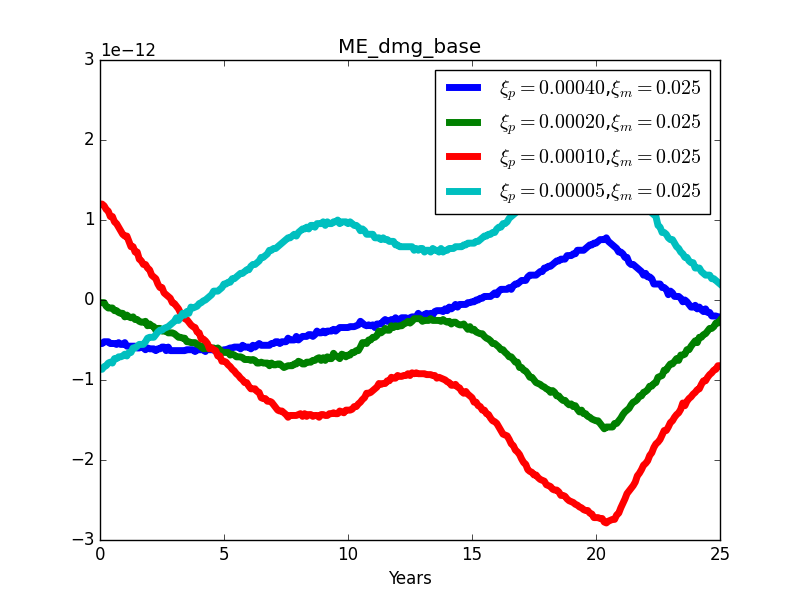 ME_dmg_base
1e−12
3
2
1
0
−1
−2
−3
0 5 10 15 20 25
Years
ξp = 0.00040,ξm = 0.025
ξp = 0.00020,ξm = 0.025
ξp = 0.00010,ξm = 0.025
ξp = 0.00005,ξm = 0.025